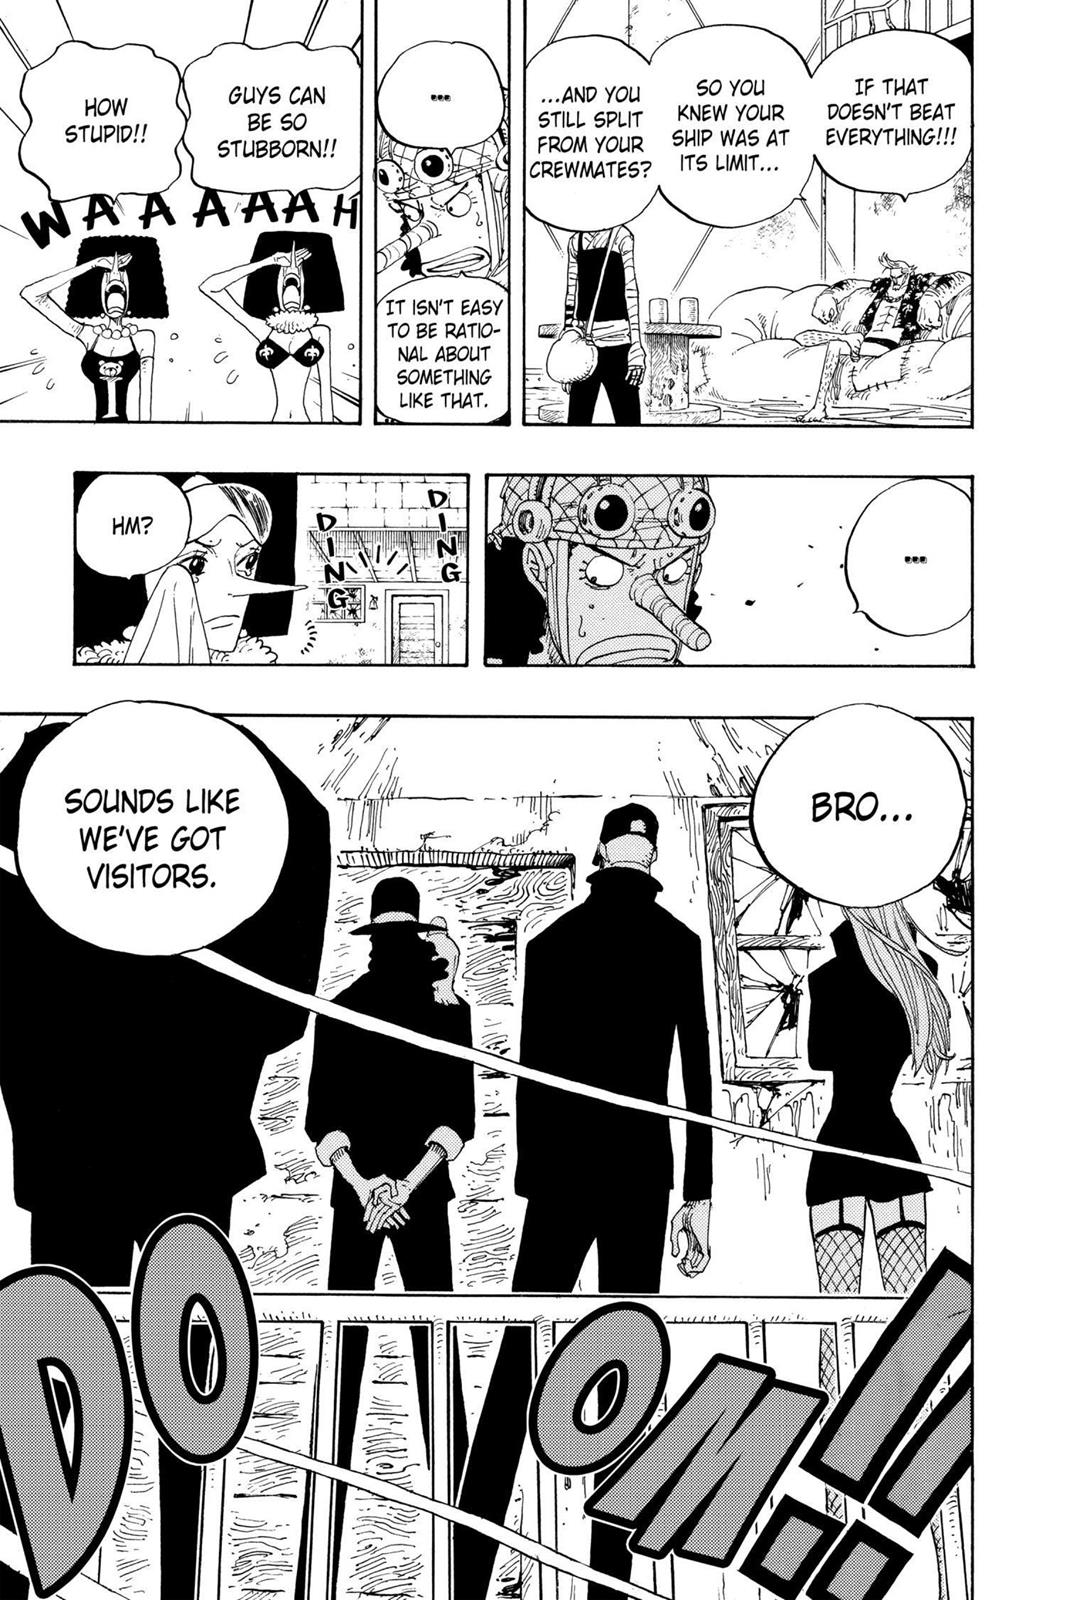 IF THAT
DOESN'T BEAT
EVERYTHING!!!
SO YOU
KNEW YOUR
SHIP WAS AT
ITS LIMIT...
...AND YOU
STILL SPLIT
FROM YOUR
CREWMATES?
...
IT ISN'T EASY
TO BE RATIO-
NAL ABOUT
SOMETHING
LIKE THAT.
GUYS CAN
BE SO
STUBBORN!!
HOW
STUPID!!
WAAAAAAH
...
DING
DING
HM?
BRO...
SOUNDS LIKE
WE'VE GOT
VISITORS.
DOOM!!